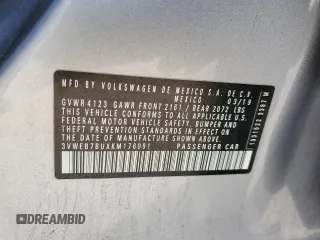 MFD. BY VOLKSWAGEN DE MEXICO S.A. DE C.V.
MEXICO 03/19
GVWR 4123 GAWR FRONT 2161 / REAR 2072 LBS
THIS VEHICLE CONFORMS TO ALL APPLICABLE U.S.
FEDERAL MOTOR VEHICLE SAFETY, BUMPER, AND
THEFT PREVENTION STANDARDS IN EFFECT ON
THE DATE OF MANUFACTURE SHOWN ABOVE.
3VWEB7BUXKM176091 PASSENGER CAR
DREAMBID
DREAMBID